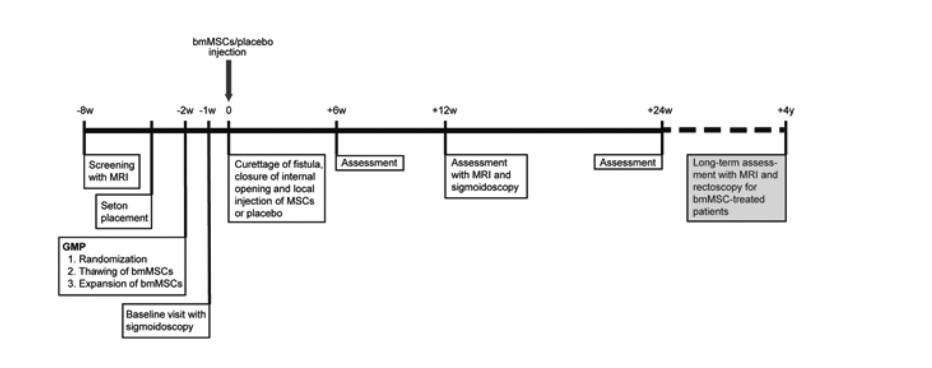 bmMSCs/placebo
injection
-8w
-2w
-1w
0
+6w
+12w
+24w
+4y
Screening
with MRI
Seton
placement
GMP
1. Randomization
2. Thawing of bmMSCs
3. Expansion of bmMSCs
Baseline visit with
sigmoidoscopy
Curettage of fistula,
closure of internal
opening and local
injection of MSCs
or placebo
Assessment
Assessment
with MRI and
sigmoidoscopy
Assessment
Long-term assess-
ment with MRI and
rectoscopy for
bmMSC-treated
patients